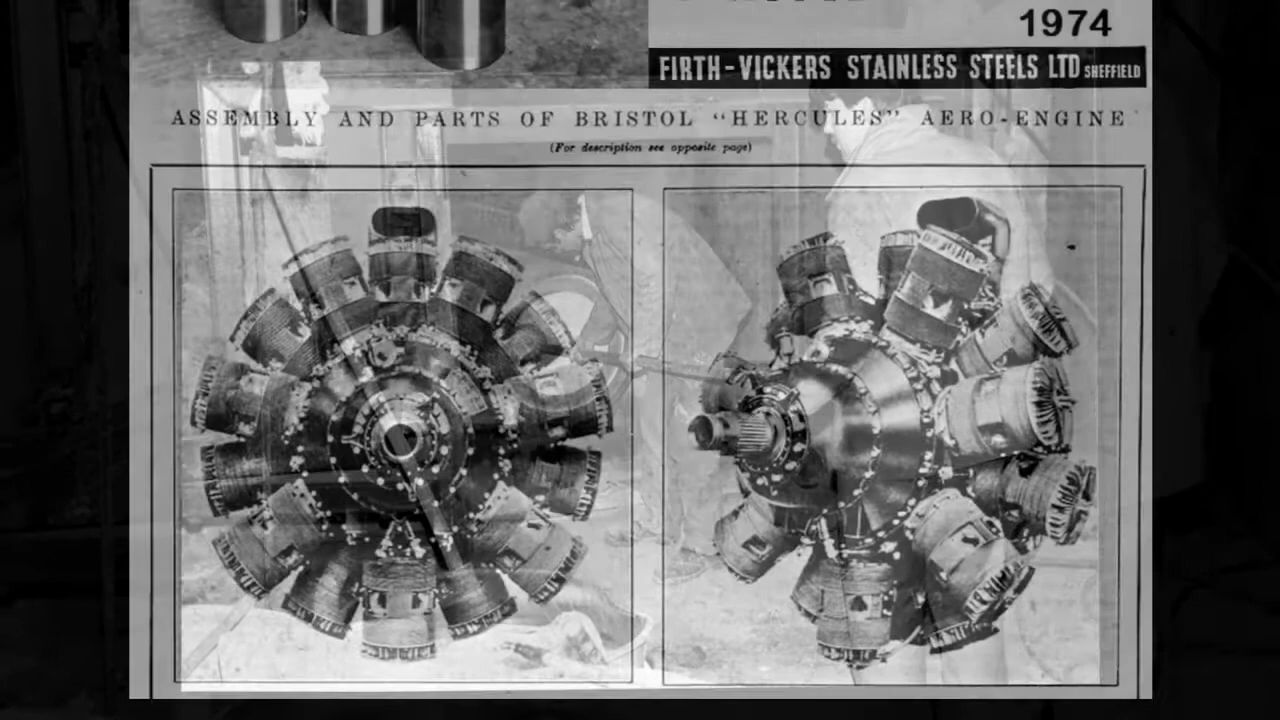 1974
FIRTH-VICKERS STAINLESS STEELS LTD SHEFFIELD
ASSEMBLY AND PARTS OF BRISTOL “HERCULES” AERO-ENGINE
(For description see opposite page)